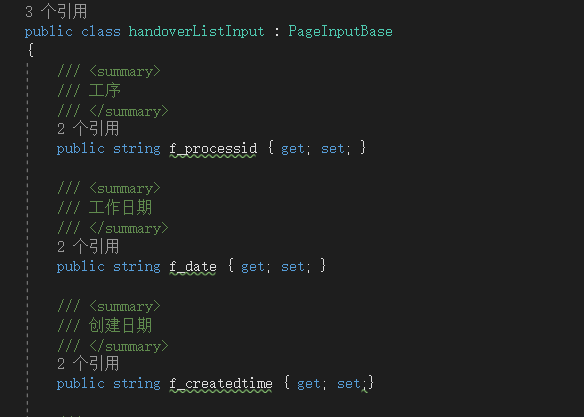 3 个引用
public class handoverListInput : PageInputBase
{
/// <summary>
/// 工序
/// </summary>
2 个引用
public string f_processid { get; set; }
/// <summary>
/// 工作日期
/// </summary>
2 个引用
public string f_date { get; set; }
/// <summary>
/// 创建日期
/// </summary>
2 个引用
public string f_createdtime { get; set;}